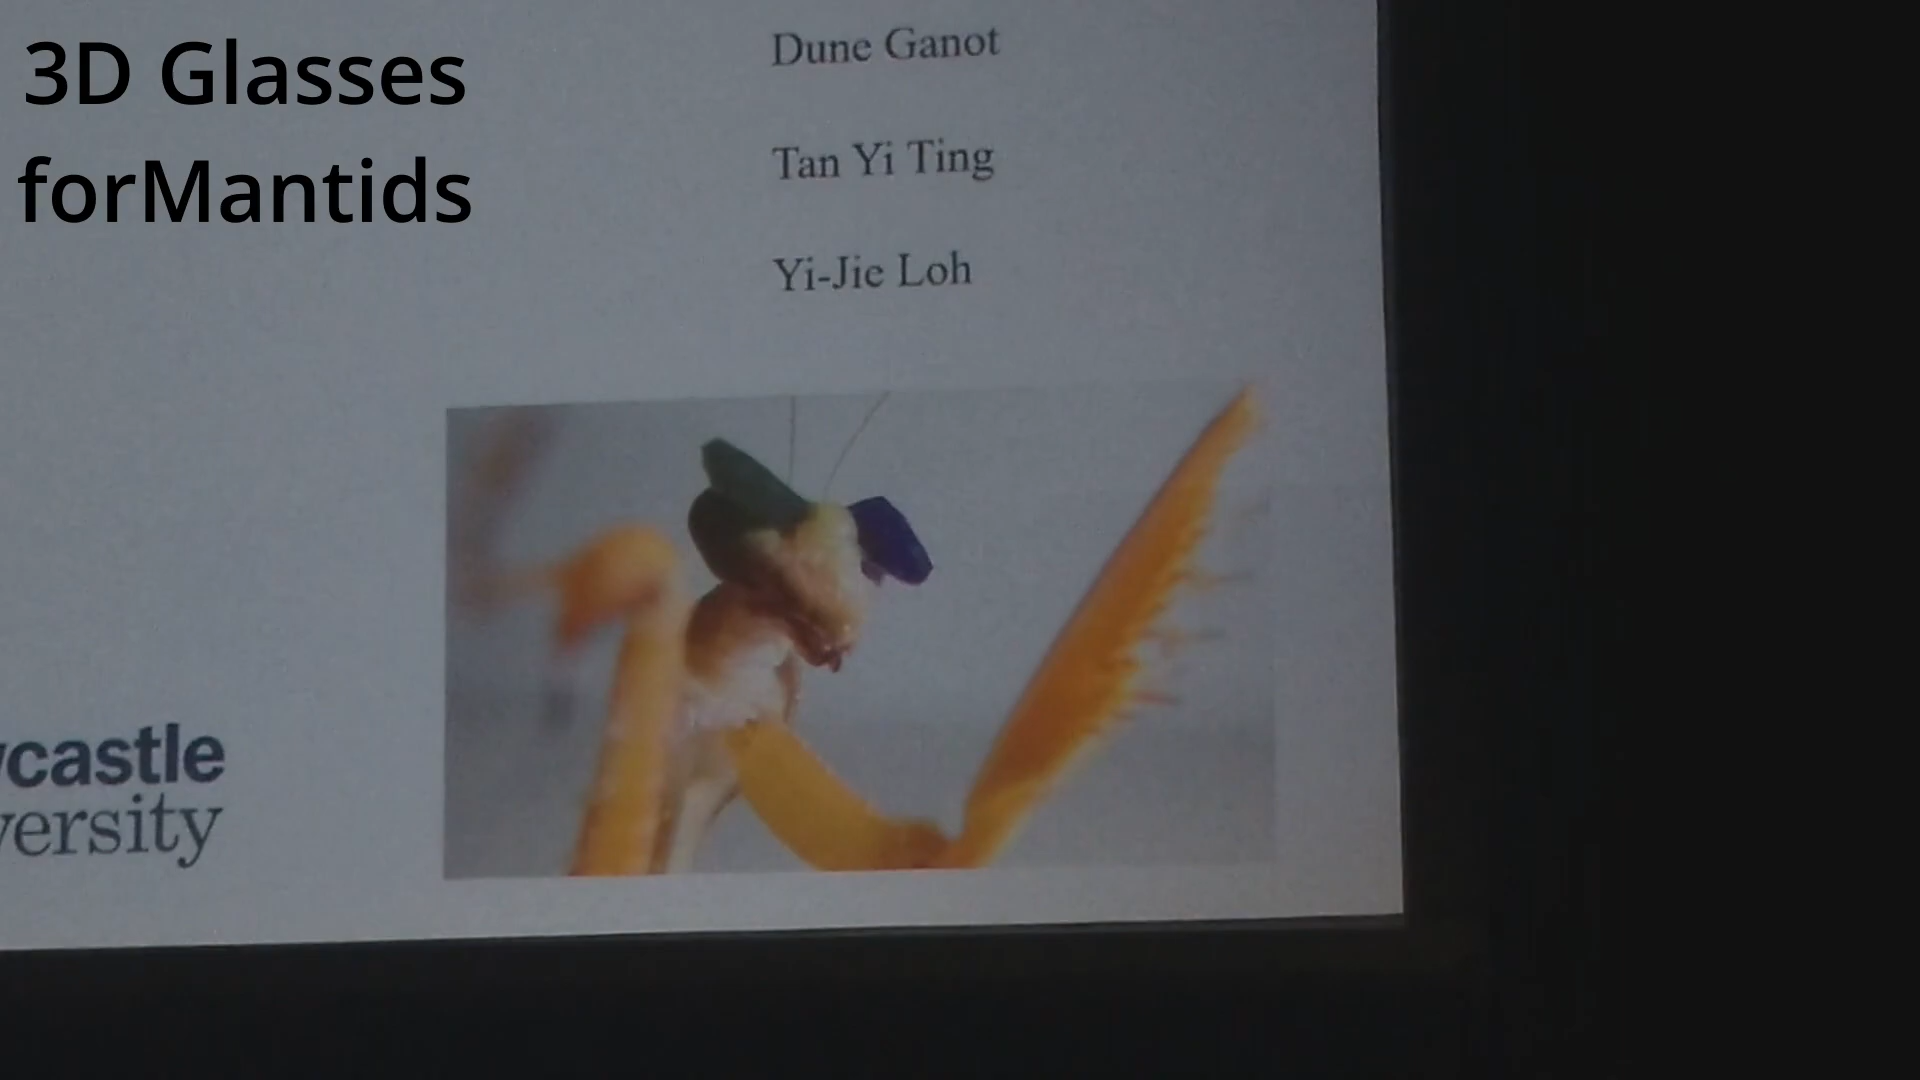 3D Glasses
forMantids
Dune Ganot
Tan Yi Ting
Yi-Jie Loh
castle
versity